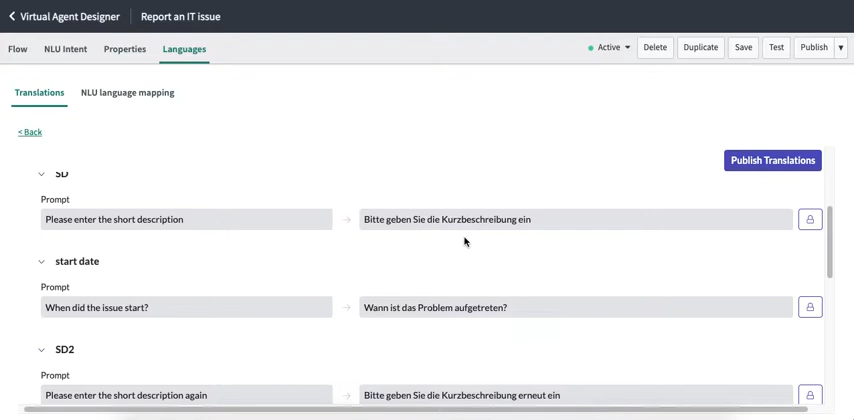 Virtual Agent Designer Report an IT issue
Flow NLU Intent Properties Languages Active Delete Duplicate Save Test Publish
Translations NLU language mapping
< Back
Publish Translations
SD
Prompt
Please enter the short description Bitte geben Sie die Kurzbeschreibung ein
start date
Prompt
When did the issue start? Wann ist das Problem aufgetreten?
SD2
Prompt
Please enter the short description again Bitte geben Sie die Kurzbeschreibung erneut ein